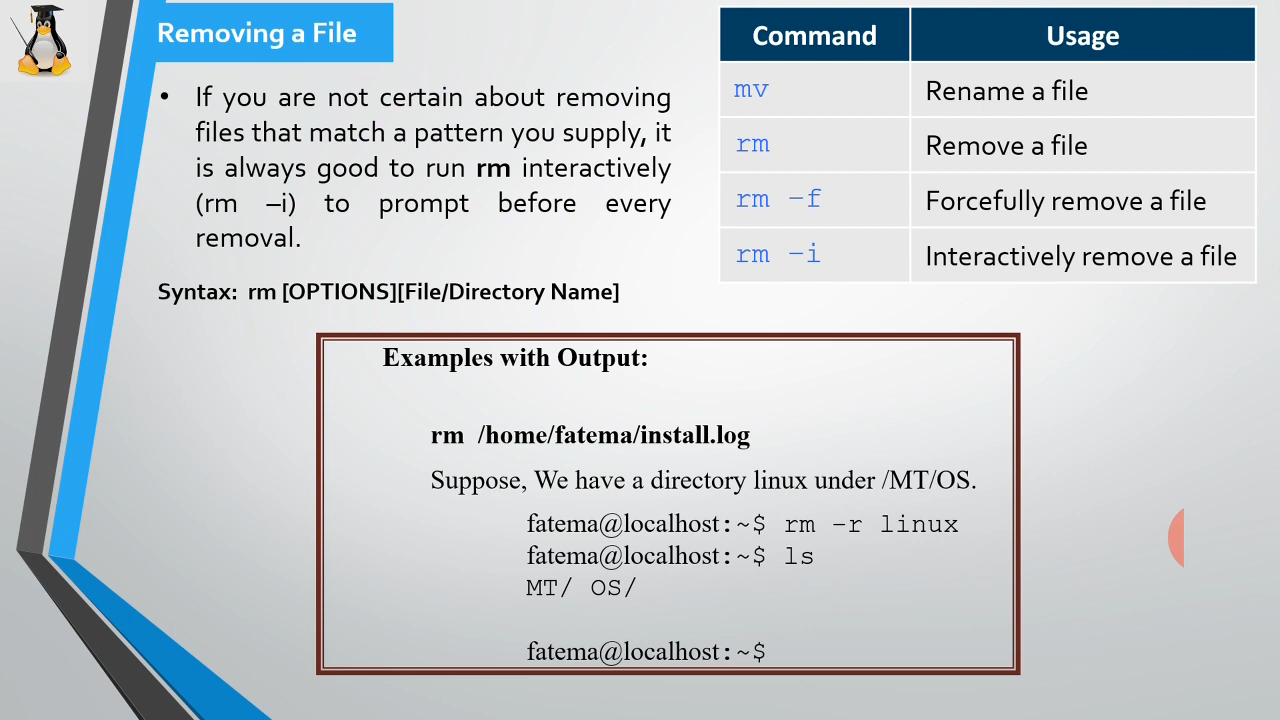 Removing a File
• If you are not certain about removing
files that match a pattern you supply, it
is always good to run rm interactively
(rm –i) to prompt before every
removal.
Syntax: rm [OPTIONS][File/Directory Name]
Command Usage
mv Rename a file
rm Remove a file
rm –f Forcefully remove a file
rm –i Interactively remove a file
Examples with Output:
rm /home/fatema/install.log
Suppose, We have a directory linux under /MT/OS.
fatema@localhost:~$ rm –r linux
fatema@localhost:~$ ls
MT/ OS/
fatema@localhost:~$